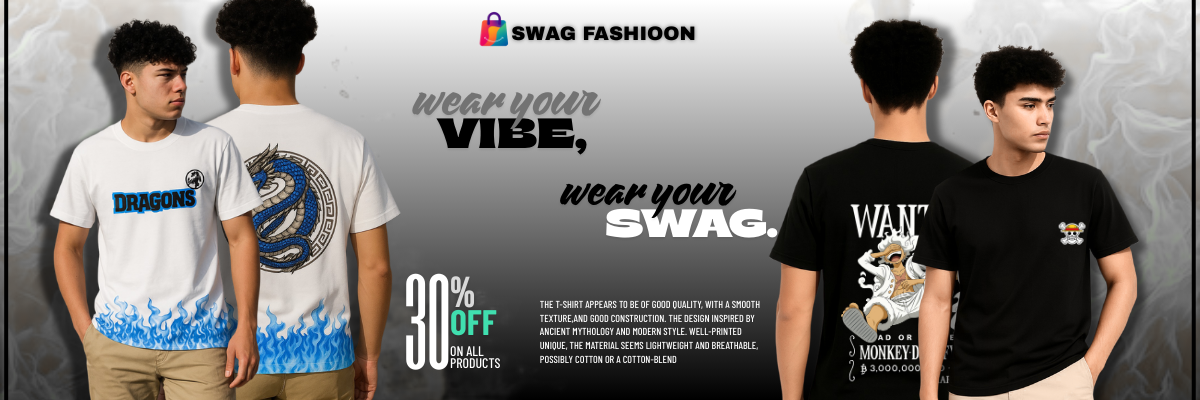 SWAG FASHIOON
wear your
VIBE,
wear your
SWAG.
DRAGONS
WANT
MONKEY·D
฿ 3,000,000
30%
OFF
ON ALL
PRODUCTS
THE T-SHIRT APPEARS TO BE OF GOOD QUALITY, WITH A SMOOTH
TEXTURE,AND GOOD CONSTRUCTION. THE DESIGN INSPIRED BY
ANCIENT MYTHOLOGY AND MODERN STYLE. WELL-PRINTED
UNIQUE, THE MATERIAL SEEMS LIGHTWEIGHT AND BREATHABLE,
POSSIBLY COTTON OR A COTTON-BLEND